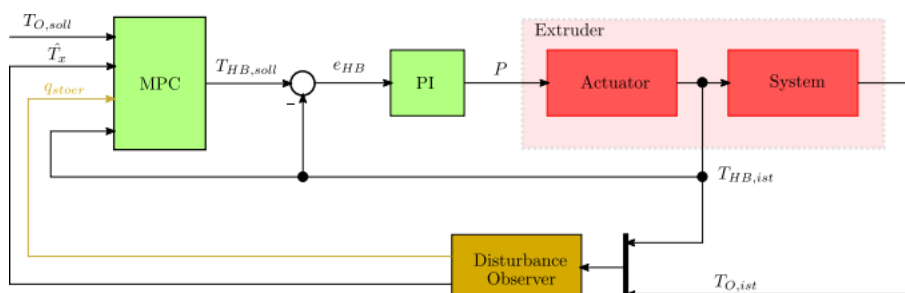 T_{O,soll}
Extruder
\hat{T}_x
T_{HB,soll}
e_{HB}
P
MPC
PI
Actuator
System
q_{stoer}
−
T_{HB,ist}
Disturbance
Observer
T_{O,ist}